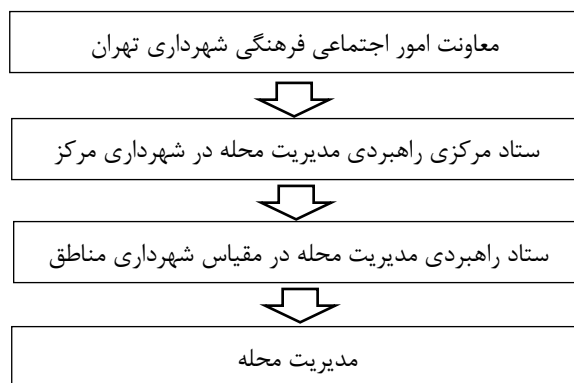 معاونت امور اجتماعی فرهنگی شهرداری تهران
ستاد مرکزی راهبردی مدیریت محله در شهرداری مرکز
ستاد راهبردی مدیریت محله در مقیاس شهرداری مناطق
مدیریت محله